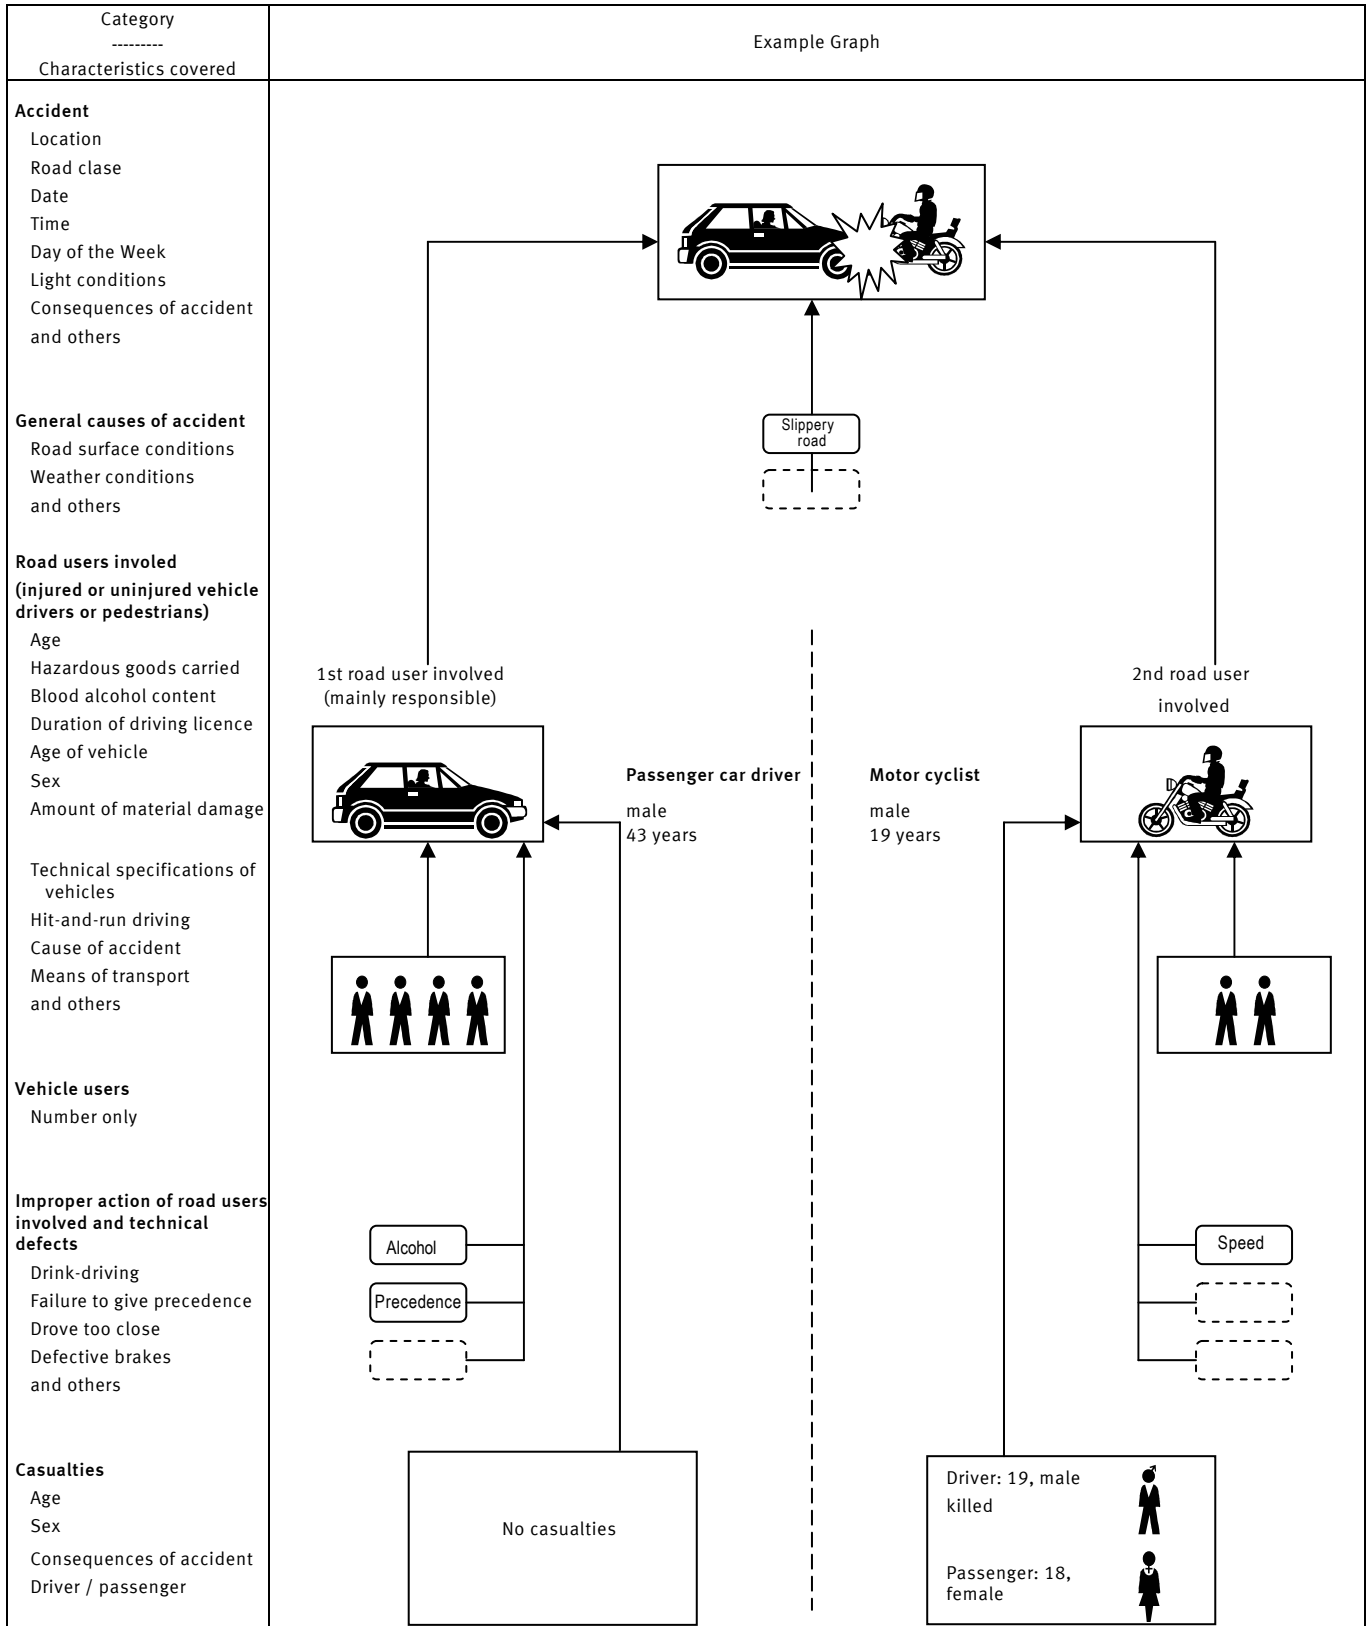 Category
---------
Characteristics covered
Example Graph
Accident
Location
Road clase
Date
Time
Day of the Week
Light conditions
Consequences of accident
and others
General causes of accident
Road surface conditions
Weather conditions
and others
Slippery
road
Road users involed
(injured or uninjured vehicle
drivers or pedestrians)
Age
Hazardous goods carried
Blood alcohol content
Duration of driving licence
Age of vehicle
Sex
Amount of material damage
Technical specifications of
vehicles
Hit-and-run driving
Cause of accident
Means of transport
and others
1st road user involved
(mainly responsible)
Passenger car driver
male
43 years
Motor cyclist
male
19 years
2nd road user
involved
Vehicle users
Number only
Improper action of road users
involved and technical
defects
Drink-driving
Failure to give precedence
Drove too close
Defective brakes
and others
Alcohol
Precedence
Speed
Casualties
Age
Sex
Consequences of accident
Driver / passenger
No casualties
Driver: 19, male
killed
Passenger: 18,
female